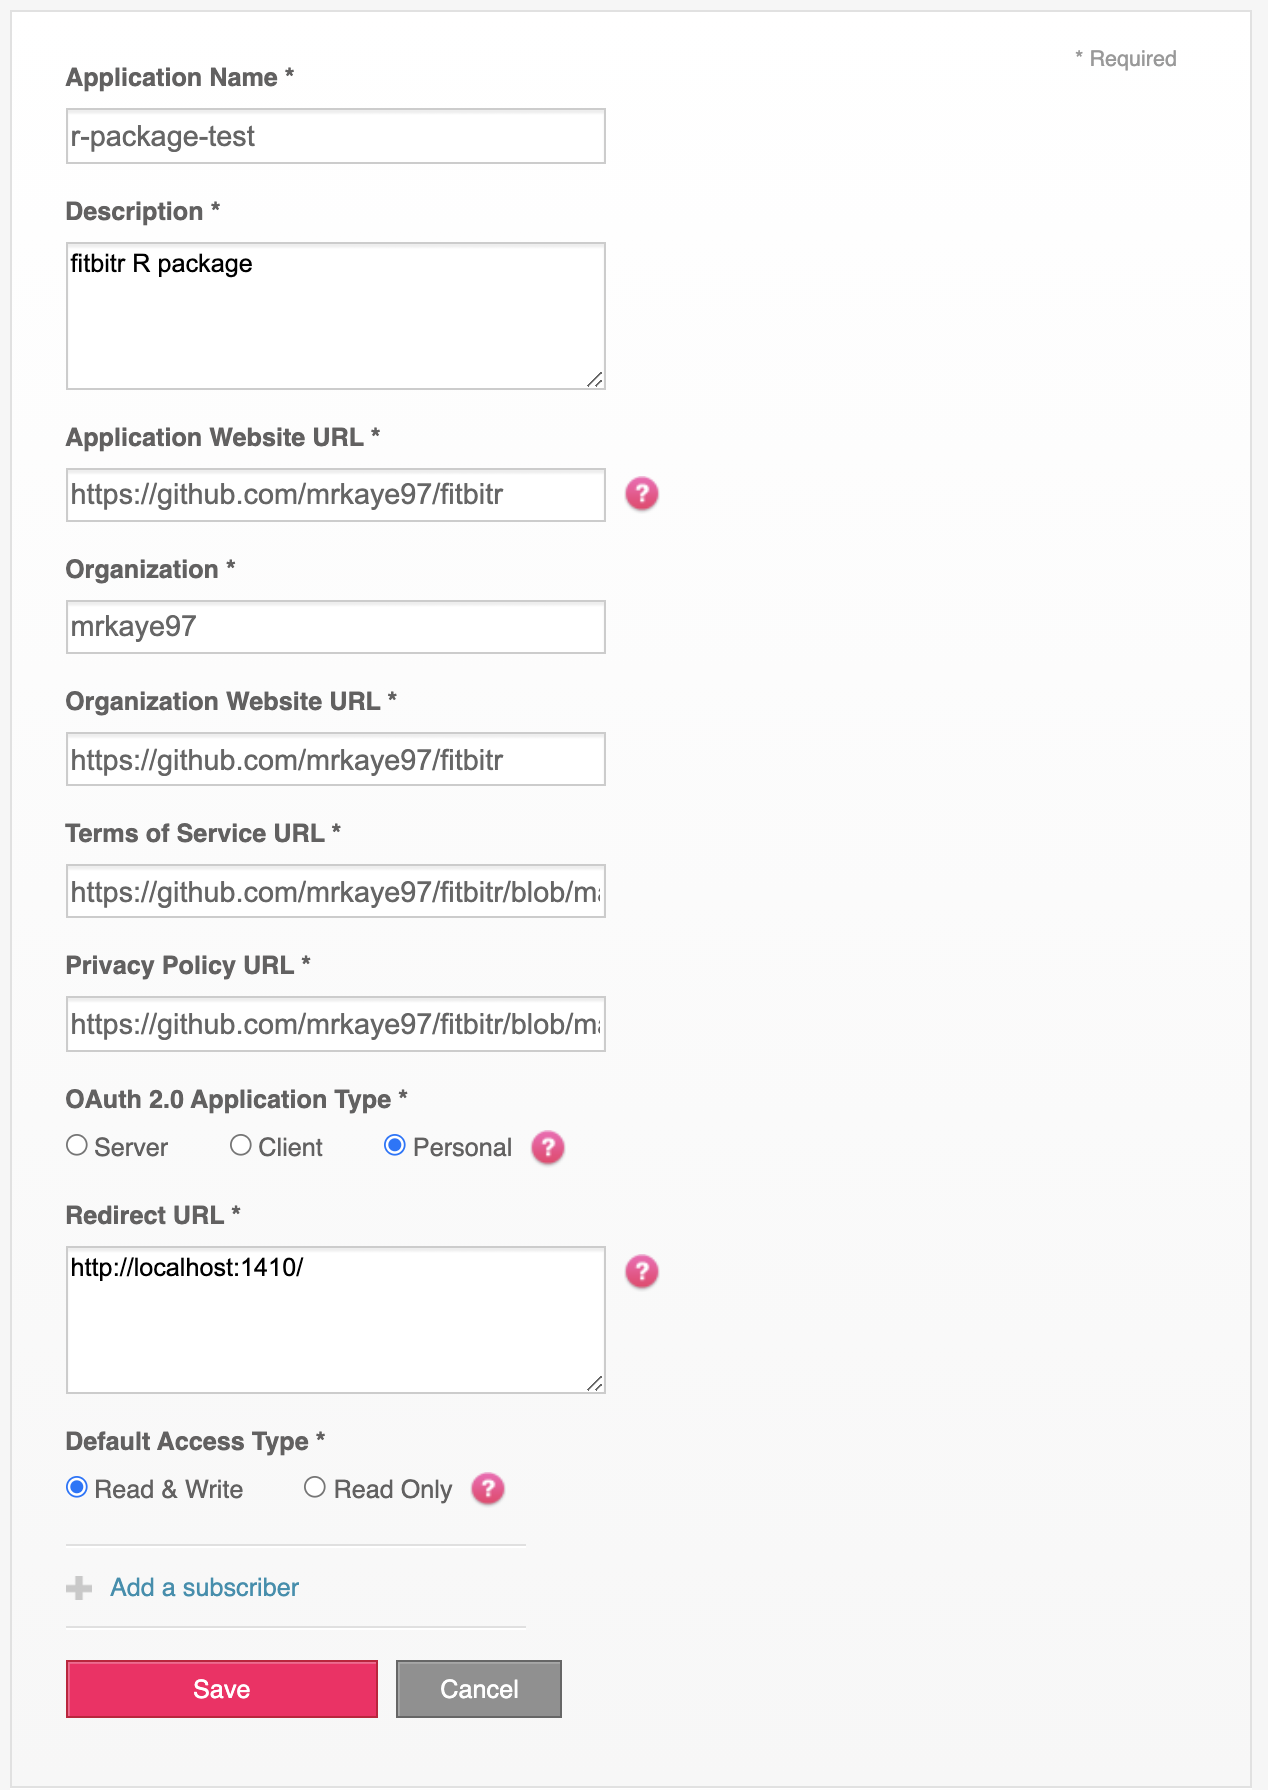 * Required
Application Name *
r-package-test
Description *
fitbitr R package
Application Website URL *
https://github.com/mrkaye97/fitbitr
?
Organization *
mrkaye97
Organization Website URL *
https://github.com/mrkaye97/fitbitr
Terms of Service URL *
https://github.com/mrkaye97/fitbitr/blob/ma
Privacy Policy URL *
https://github.com/mrkaye97/fitbitr/blob/ma
OAuth 2.0 Application Type *
Server Client Personal ?
Redirect URL *
http://localhost:1410/
?
Default Access Type *
Read & Write Read Only ?
Add a subscriber
Save Cancel